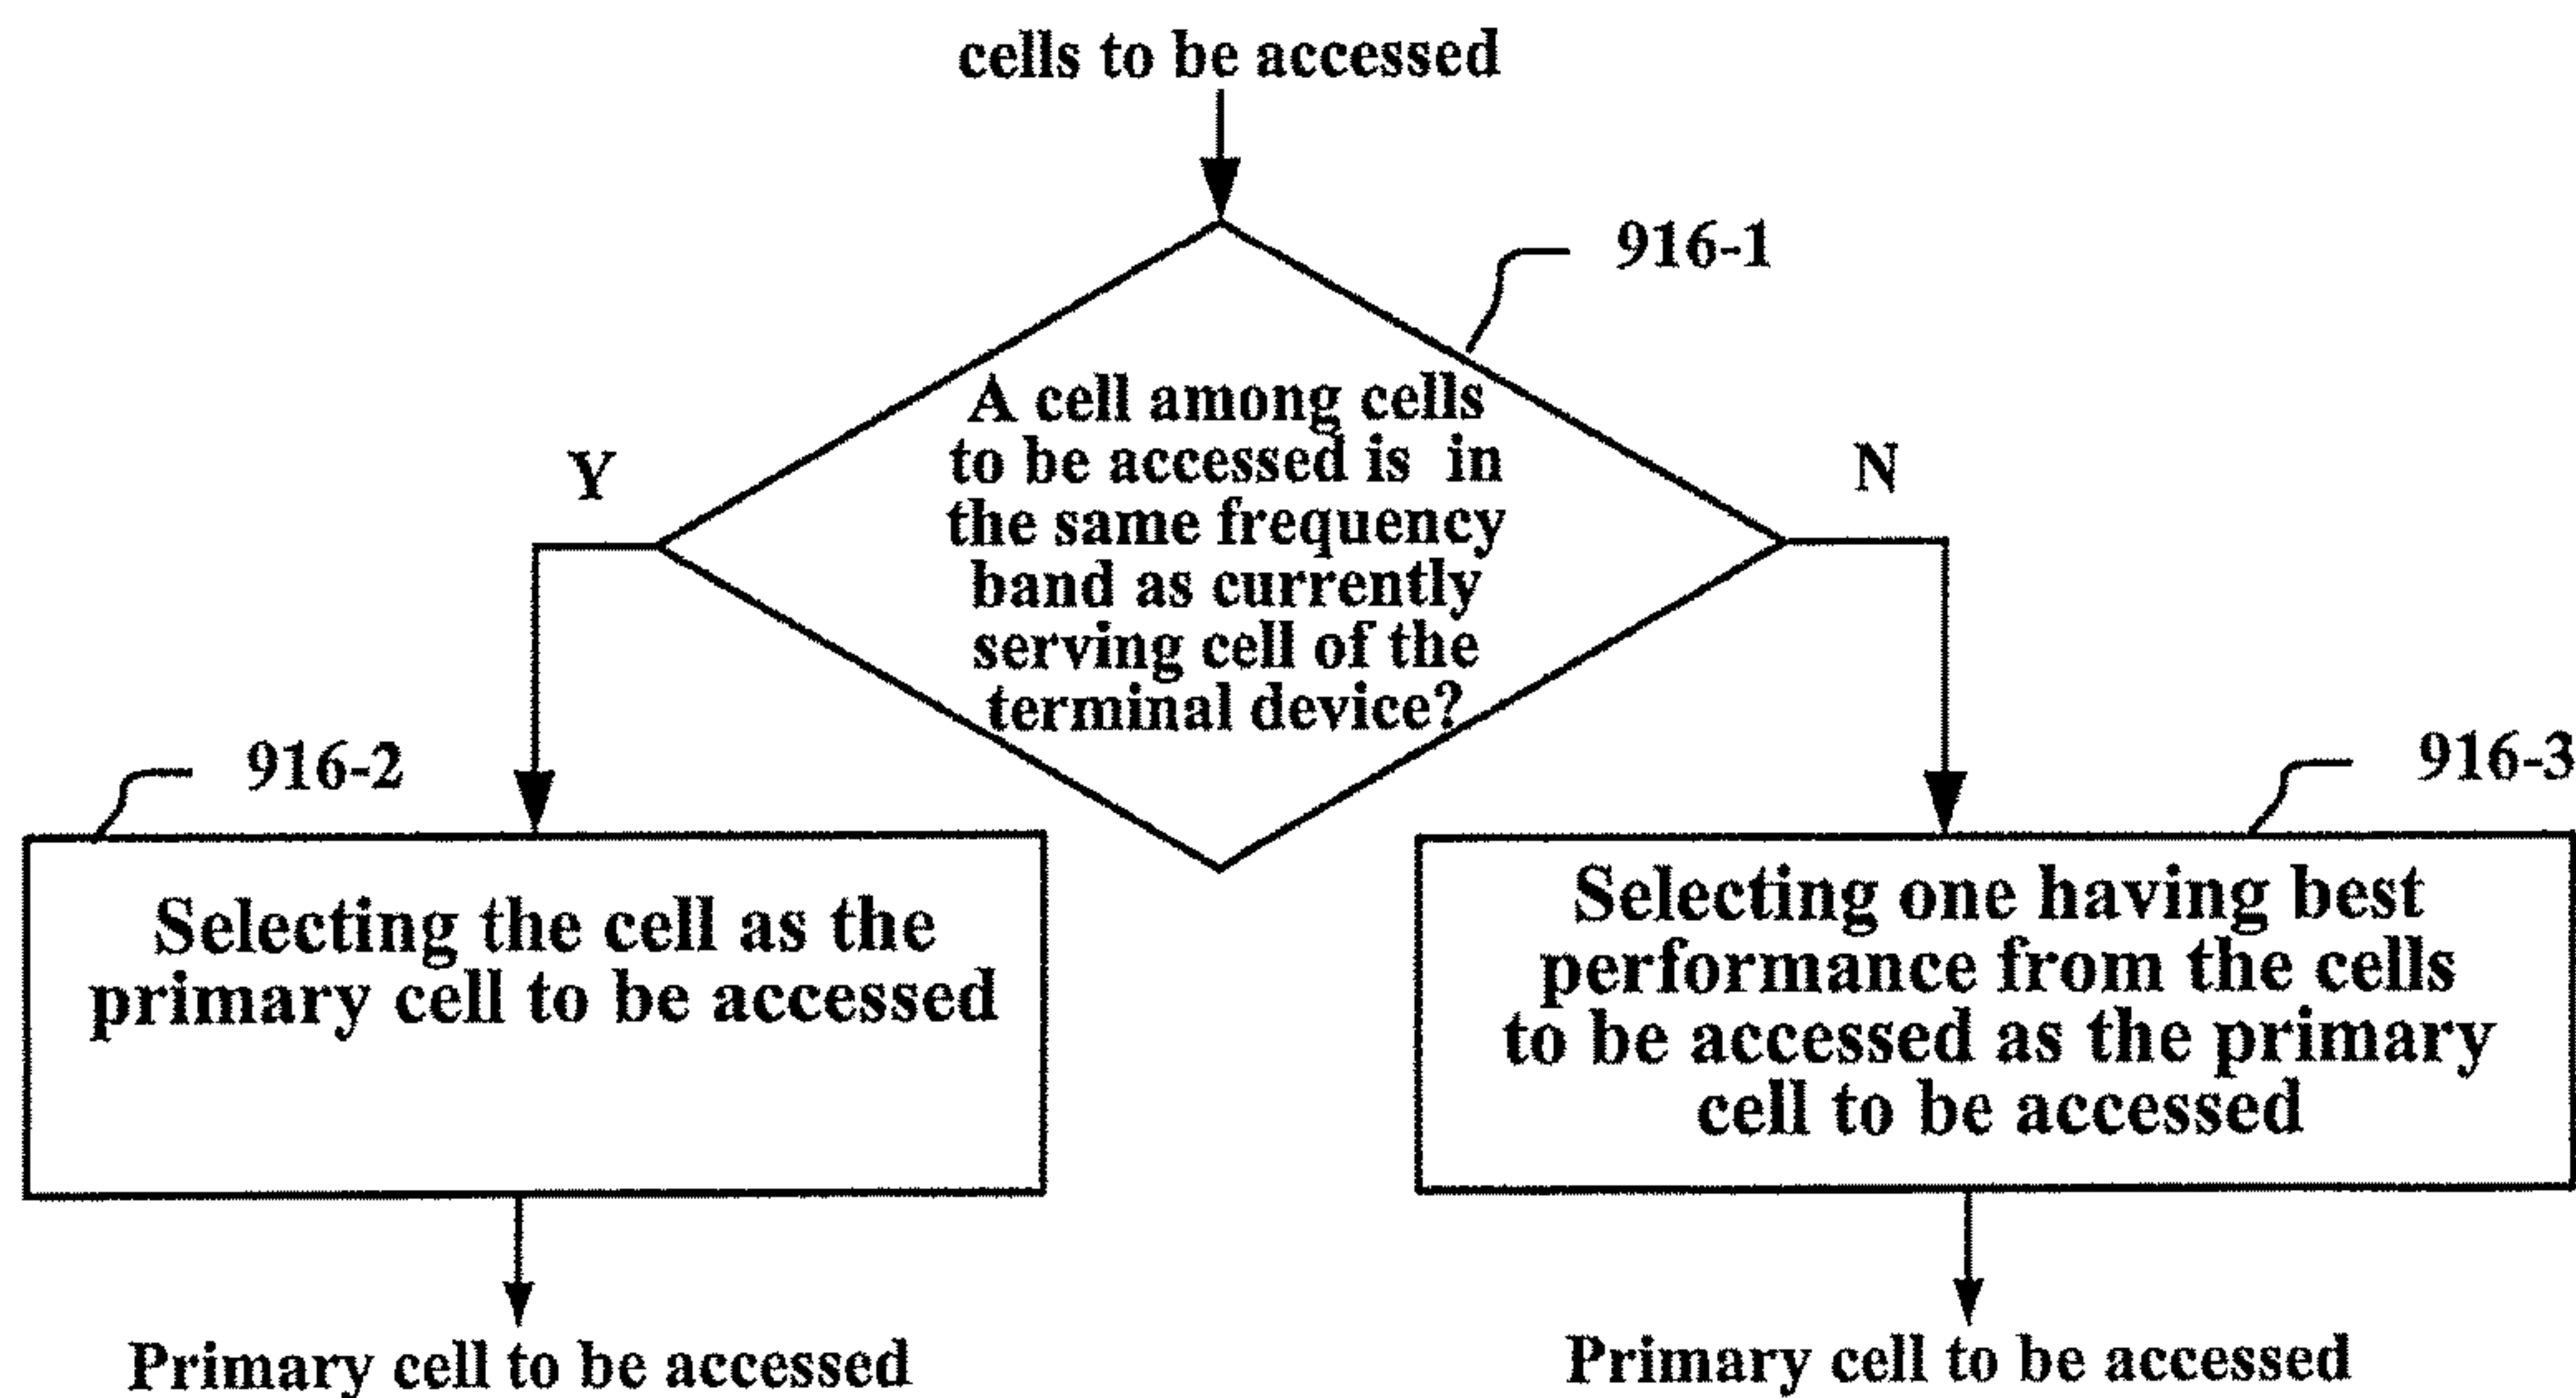 cells to be accessed
916-1
A cell among cells
to be accessed is in
the same frequency
band as currently
serving cell of the
terminal device?
Y
N
916-2
916-3
Selecting the cell as the
primary cell to be accessed
Selecting one having best
performance from the cells
to be accessed as the primary
cell to be accessed
Primary cell to be accessed
Primary cell to be accessed